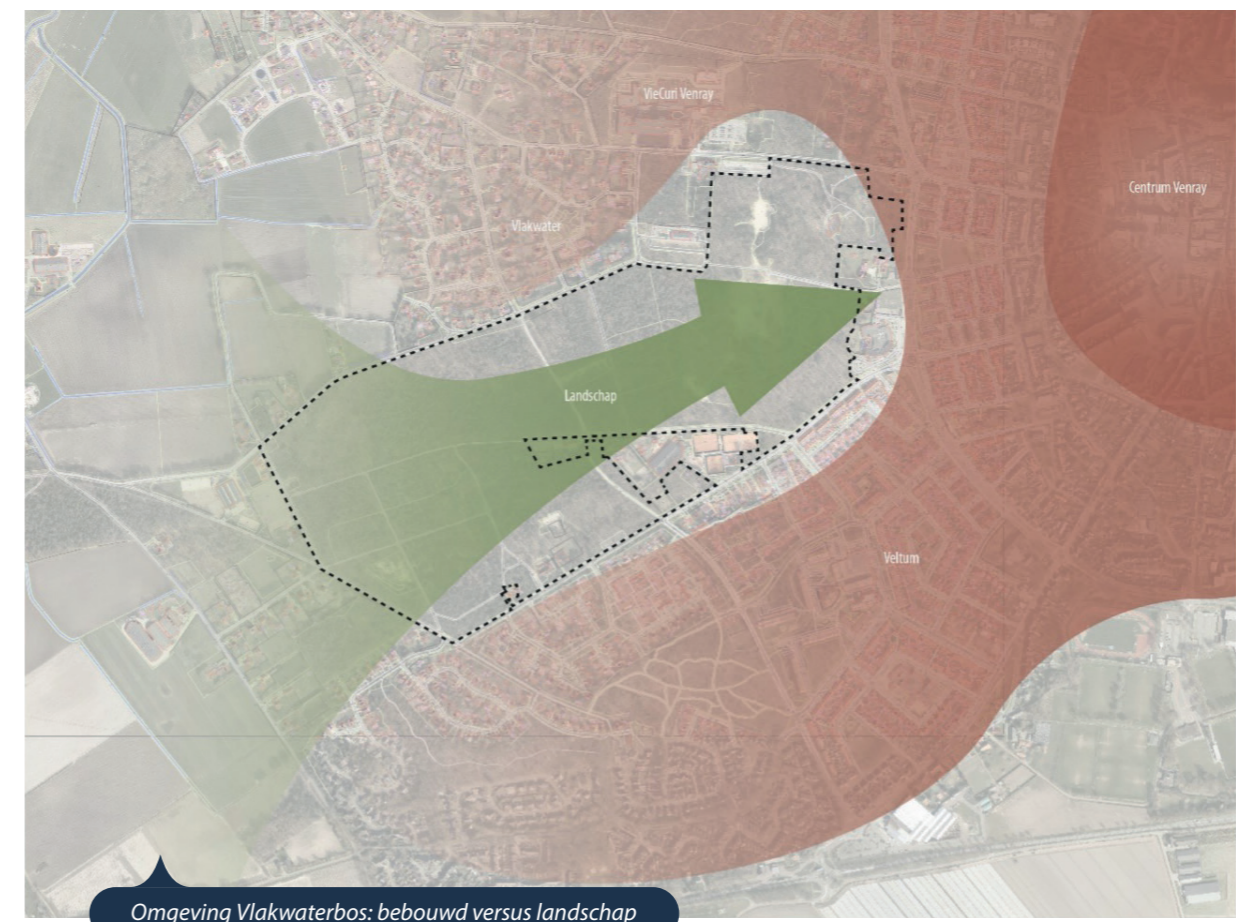 VieCuri Venray
Centrum Venray
Vlakwater
Landschap
Veltum
Omgeving Vlakwaterbos: bebouwd versus landschap